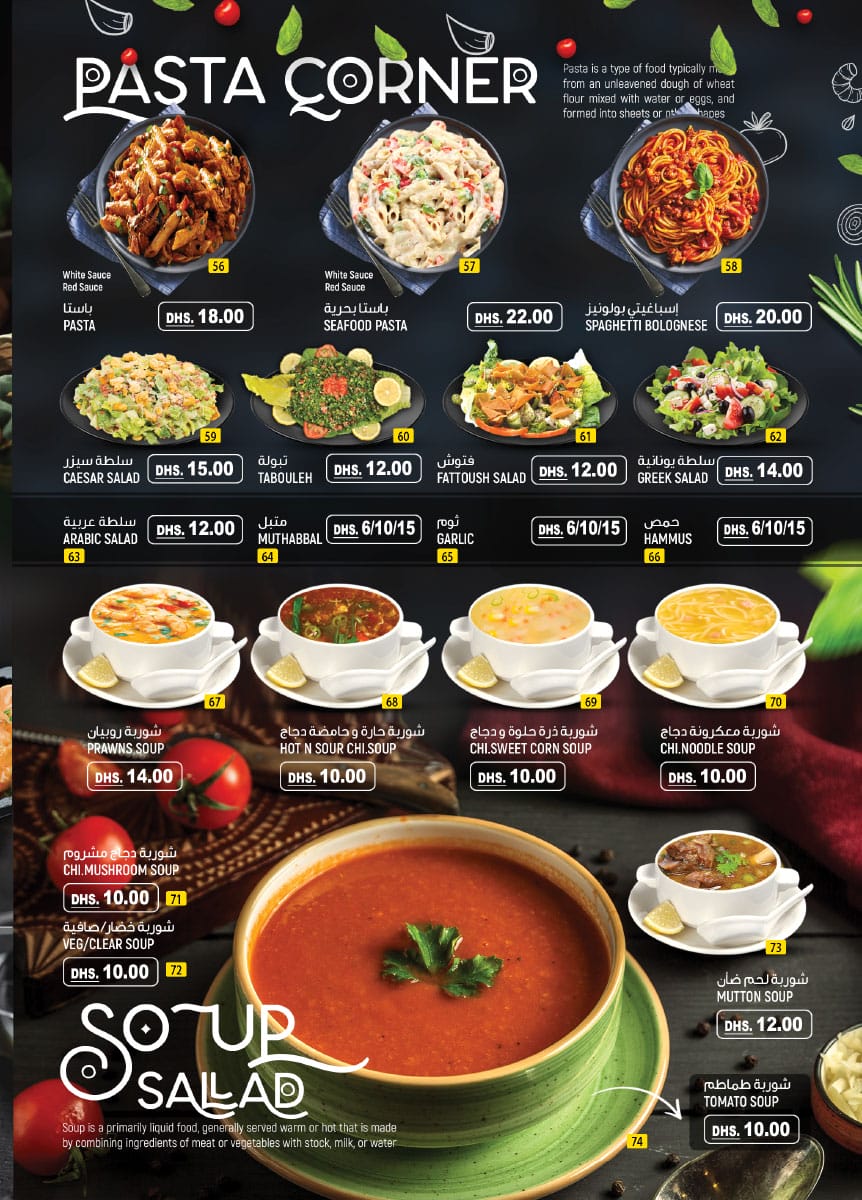 PASTA CORNER
Pasta is a type of food typically
from an unleavened dough of wheat
flour mixed with water or eggs, and
formed into sheets or
56
57
58
White Sauce
Red Sauce
باستا
PASTA
DHS. 18.00
White Sauce
Red Sauce
باستا بحرية
SEAFOOD PASTA
DHS. 22.00
إسباغيتي بولونيز
SPAGHETTI BOLOGNESE
DHS. 20.00
59
60
61
62
سلطة سيزر
CAESAR SALAD
DHS. 15.00
تبولة
TABOULEH
DHS. 12.00
فتوش
FATTOUSH SALAD
DHS. 12.00
سلطة يونانية
GREEK SALAD
DHS. 14.00
سلطة عربية
ARABIC SALAD
DHS. 12.00
63
متبل
MUTHABBAL
DHS. 6/10/15
64
ثوم
GARLIC
DHS. 6/10/15
65
حمص
HAMMUS
DHS. 6/10/15
66
67
68
69
70
شوربة روبيان
PRAWNS SOUP
DHS. 14.00
شوربة حارة و حامضة دجاج
HOT N SOUR CHI.SOUP
DHS. 10.00
شوربة ذرة حلوة و دجاج
CHI.SWEET CORN SOUP
DHS. 10.00
شوربة معكرونة دجاج
CHI.NOODLE SOUP
DHS. 10.00
شوربة دجاج مشروم
CHI.MUSHROOM SOUP
DHS. 10.00
71
شوربة خضار/صافية
VEG/CLEAR SOUP
DHS. 10.00
72
73
شوربة لحم ضأن
MUTTON SOUP
DHS. 12.00
SOUP
SALLAD
Soup is a primarily liquid food, generally served warm or hot that is made
by combining ingredients of meat or vegetables with stock, milk, or water
شوربة طماطم
TOMATO SOUP
DHS. 10.00
74